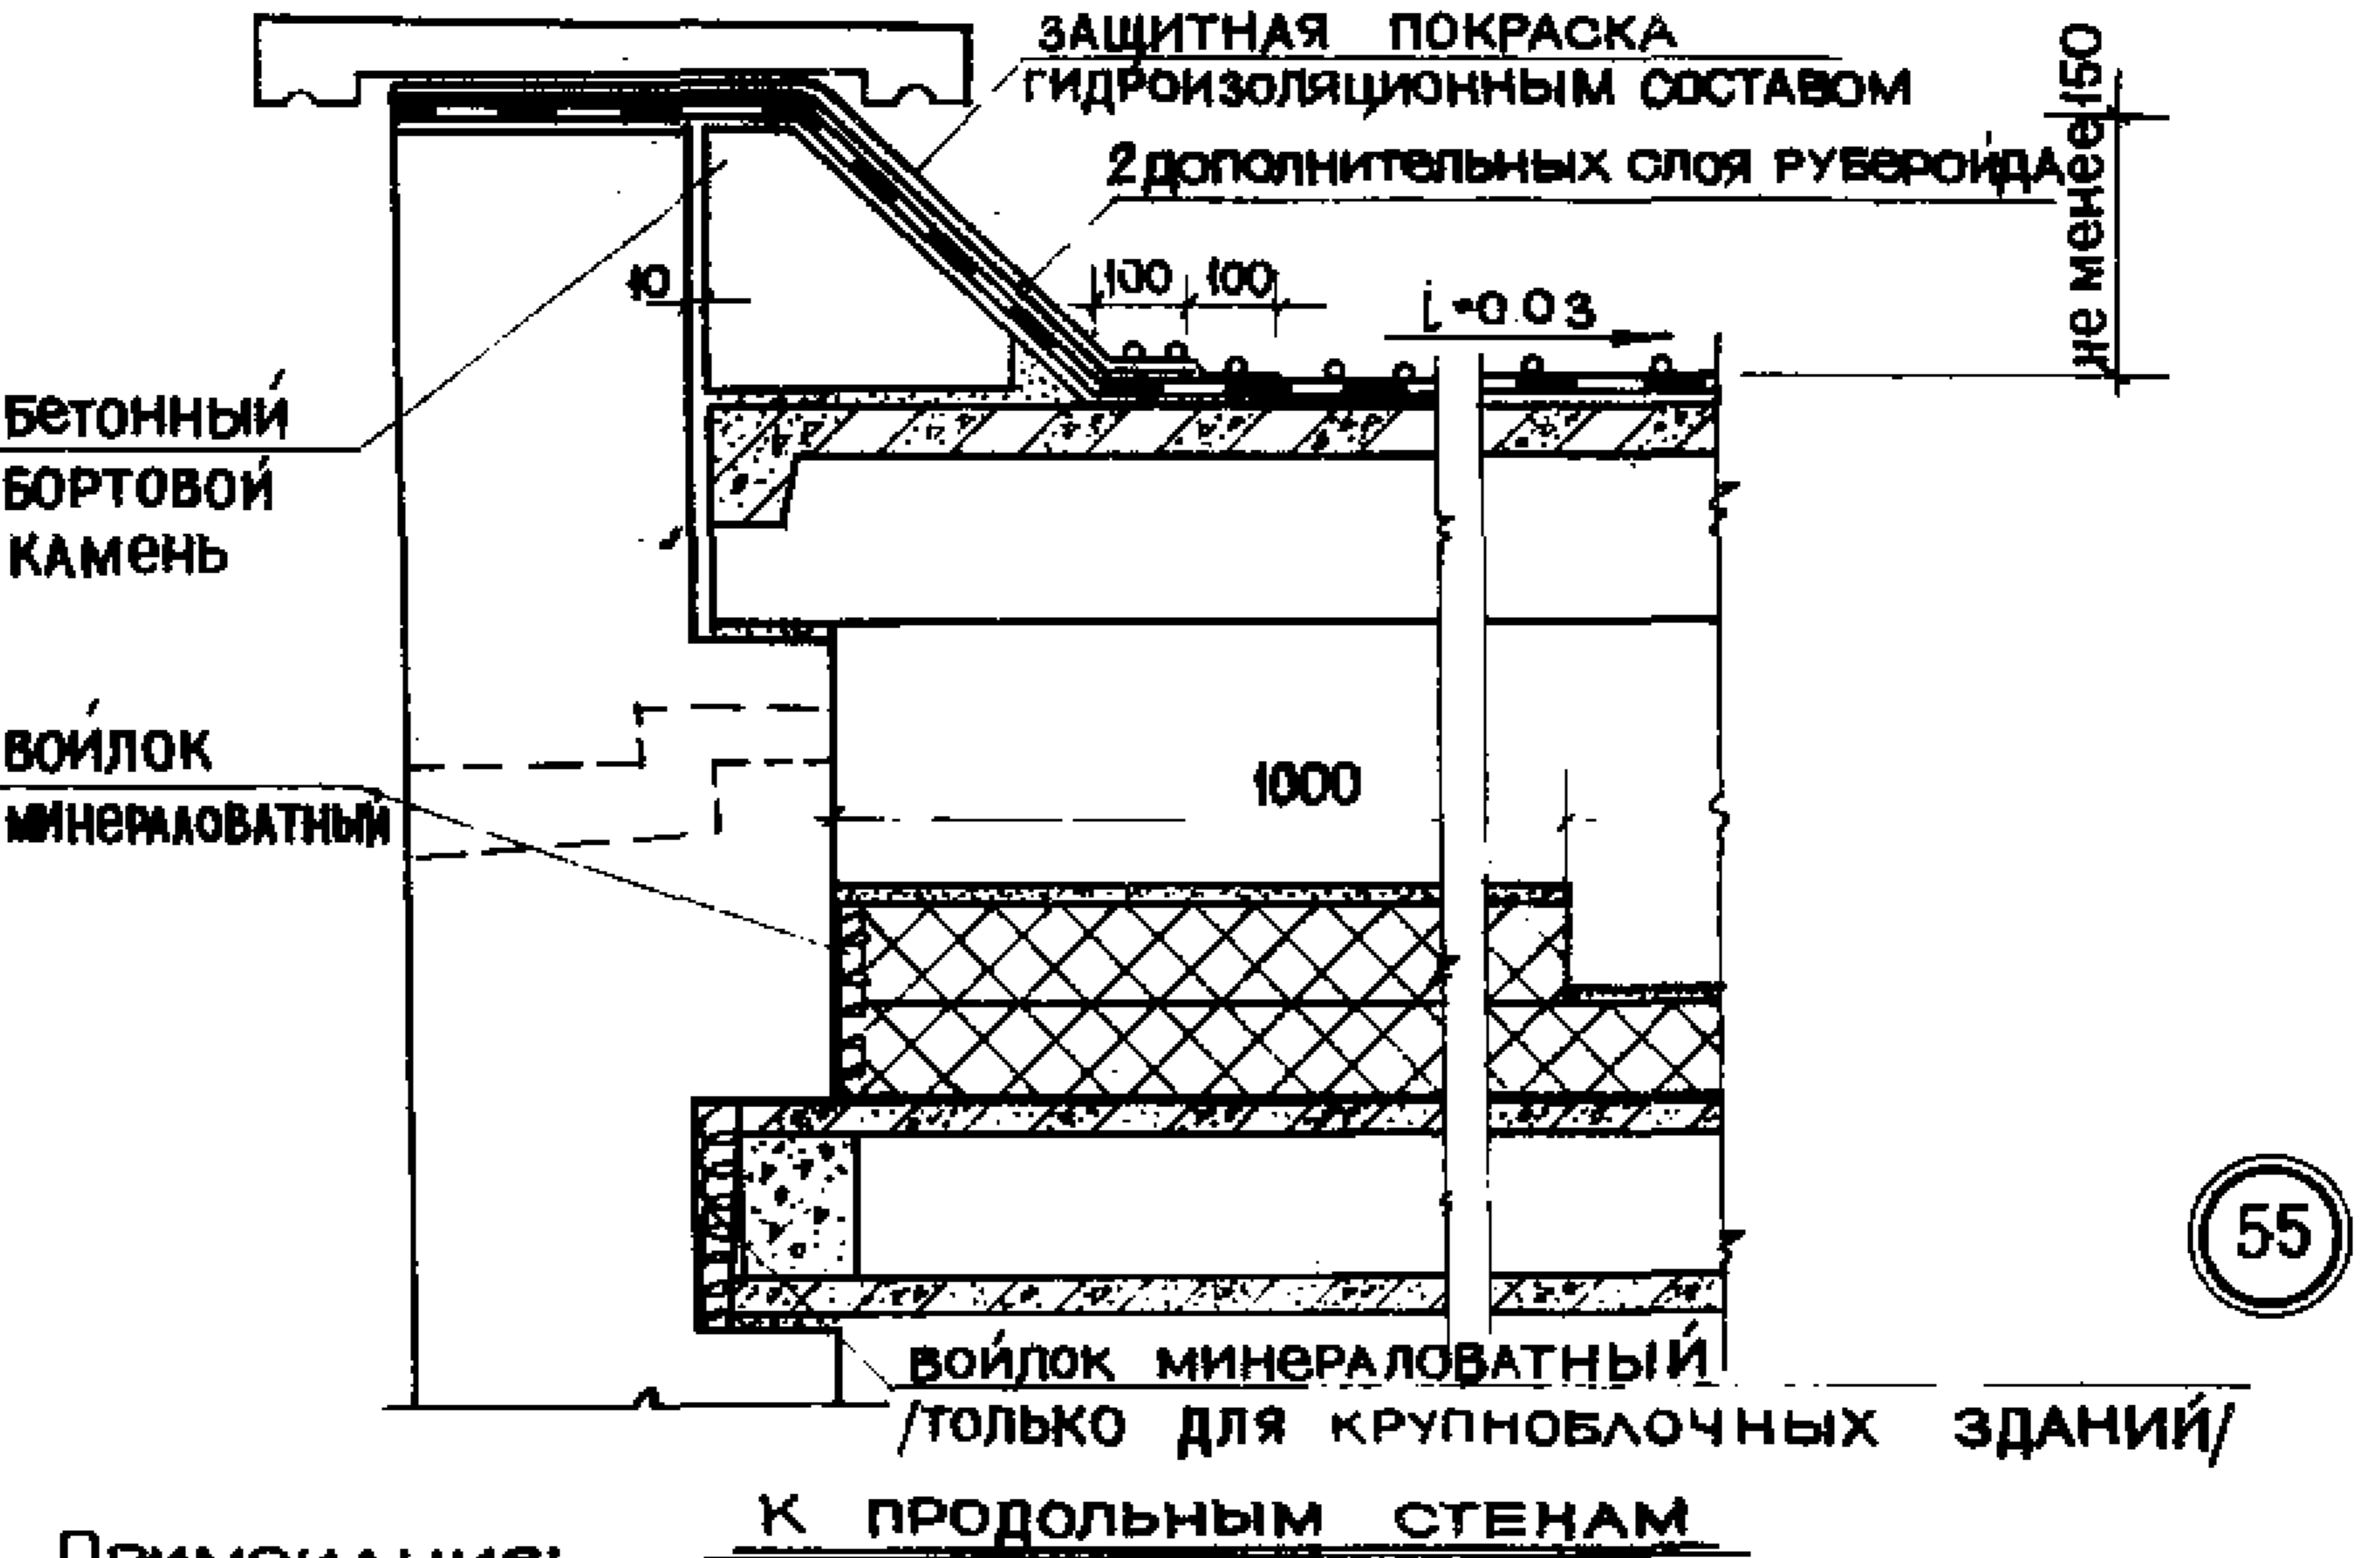 ЗАЩИТНАЯ ПОКРАСКА
ГИДРОИЗОЛЯЦИОННЫМ СОСТАВОМ
2 ДОПОЛНИТЕЛЬНЫХ СЛОЯ РУБЕРОЙДА
не менее 150
10
100 100
i=0.03
БЕТОННЫЙ
БОРТОВОЙ
КАМЕНЬ
ВОЙЛОК
МИНЕРАЛОВАТНЫЙ
1000
55
ВОЙЛОК МИНЕРАЛОВАТНЫЙ
/ТОЛЬКО ДЛЯ КРУПНОБЛОЧНЫХ ЗДАНИЙ/
К ПРОДОЛЬНЫМ СТЕНАМ